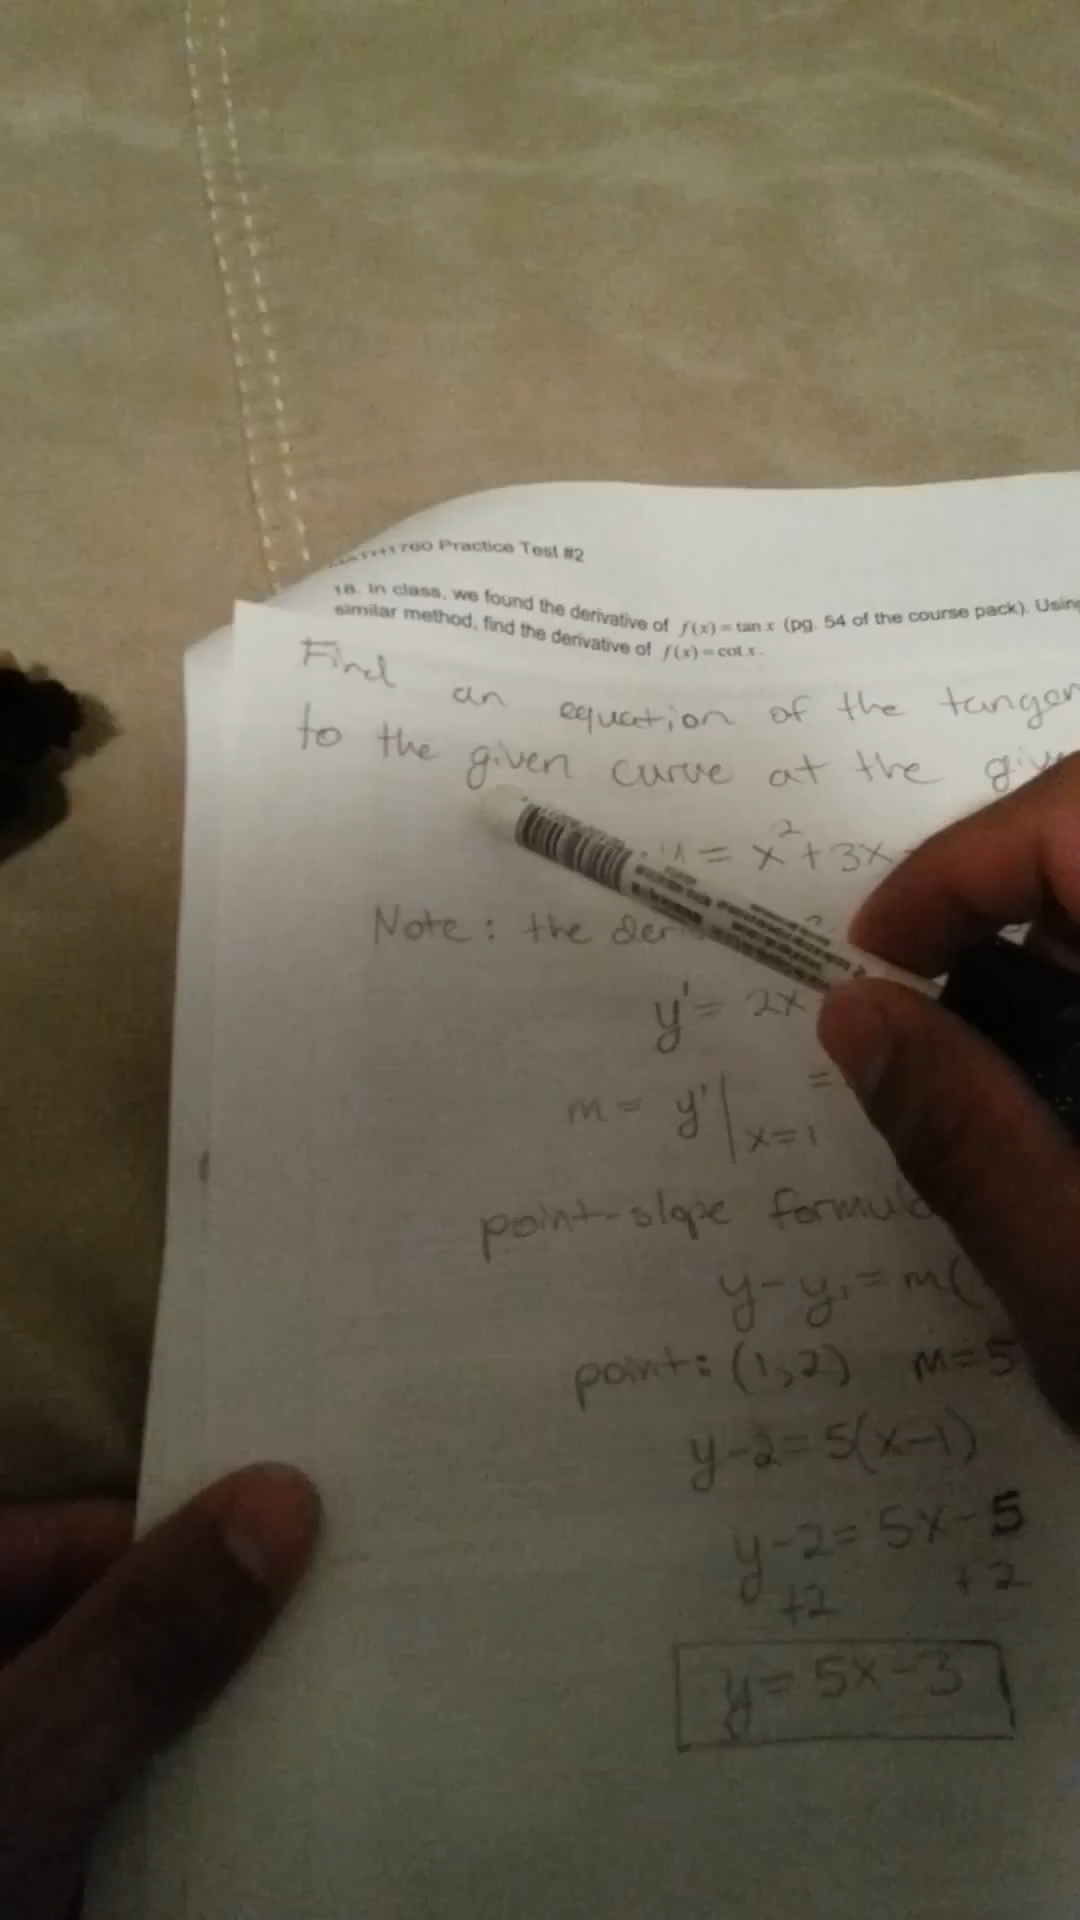 Practice Test #2
18. In class, we found the derivative of f(x) = tan x (pg. 54 of the course pack). Using
similar method, find the derivative of f(x) = cot x.
Find an equation of the tangen
to the given curve at the giv
y = x² + 3x -
Note: the der
y' = 2x
m = y'|x=1 =
point-slope formula
y - y₁ = m(
point: (1,2) m = 5
y - 2 = 5(x - 1)
y - 2 = 5x - 5
+2 +2
y = 5x - 3